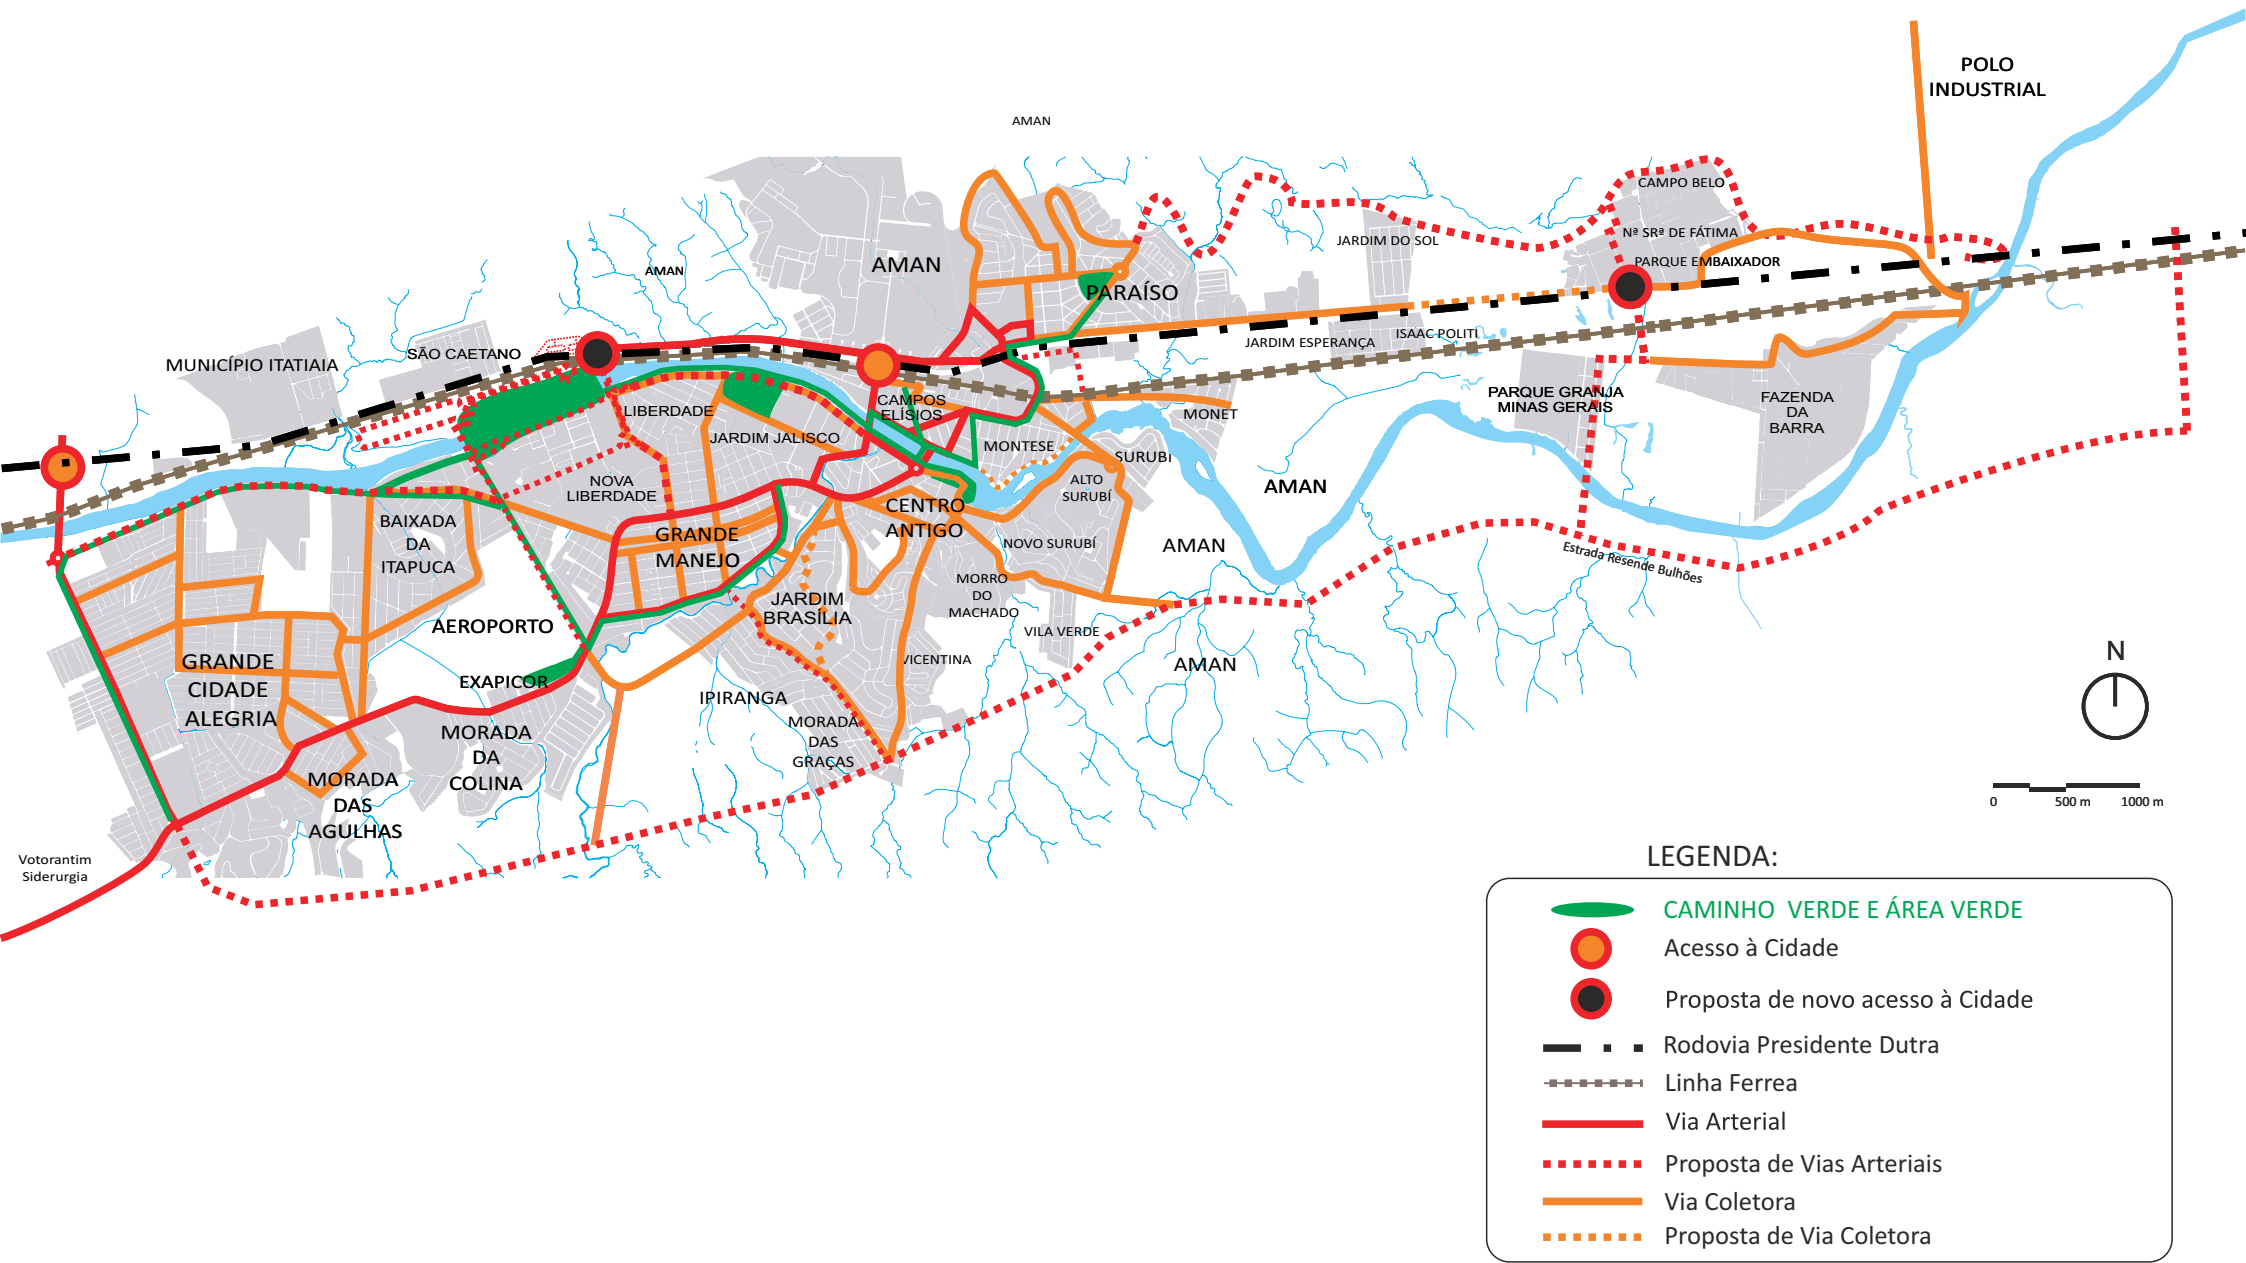 POLO
INDUSTRIAL
AMAN
CAMPO BELO
Nª SRª DE FÁTIMA
JARDIM DO SOL
PARQUE EMBAIXADOR
AMAN
AMAN
PARAÍSO
ISAAC POLITI
JARDIM ESPERANÇA
SÃO CAETANO
MUNICÍPIO ITATIAIA
PARQUE GRANJA
MINAS GERAIS
FAZENDA
DA
BARRA
CAMPOS
ELÍSIOS
LIBERDADE
MONET
JARDIM JALISCO
MONTESE
SURUBI
NOVA
LIBERDADE
ALTO
SURUBÍ
AMAN
CENTRO
ANTIGO
BAIXADA
DA
ITAPUCA
GRANDE
MANEJO
NOVO SURUBÍ
AMAN
Estrada Resende Bulhões
MORRO
DO
MACHADO
JARDIM
BRASÍLIA
AEROPORTO
VILA VERDE
VICENTINA
AMAN
GRANDE
CIDADE
ALEGRIA
EXAPICOR
IPIRANGA
MORADA
DAS
GRAÇAS
MORADA
DA
COLINA
MORADA
DAS
AGULHAS
Votorantim
Siderurgia
N
0 500 m 1000 m
LEGENDA:
CAMINHO VERDE E ÁREA VERDE
Acesso à Cidade
Proposta de novo acesso à Cidade
Rodovia Presidente Dutra
Linha Ferrea
Via Arterial
Proposta de Vias Arteriais
Via Coletora
Proposta de Via Coletora